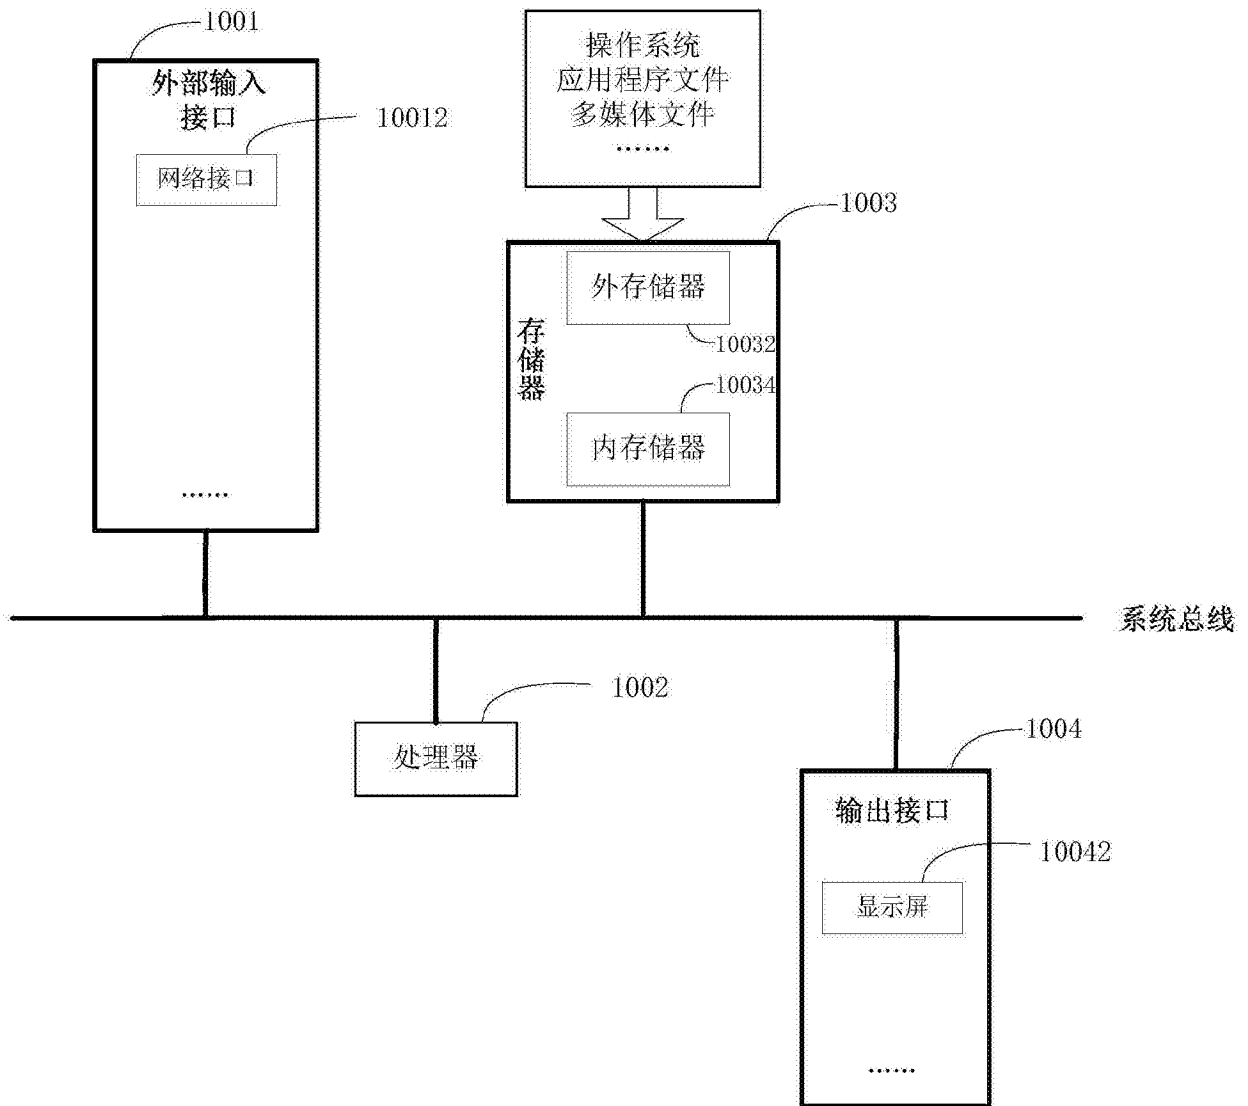 1001
外部输入
接口
10012
网络接口
……
操作系统
应用程序文件
多媒体文件
……
1003
外存储器
10032
存储器
10034
内存储器
系统总线
1002
处理器
1004
输出接口
10042
显示屏
……